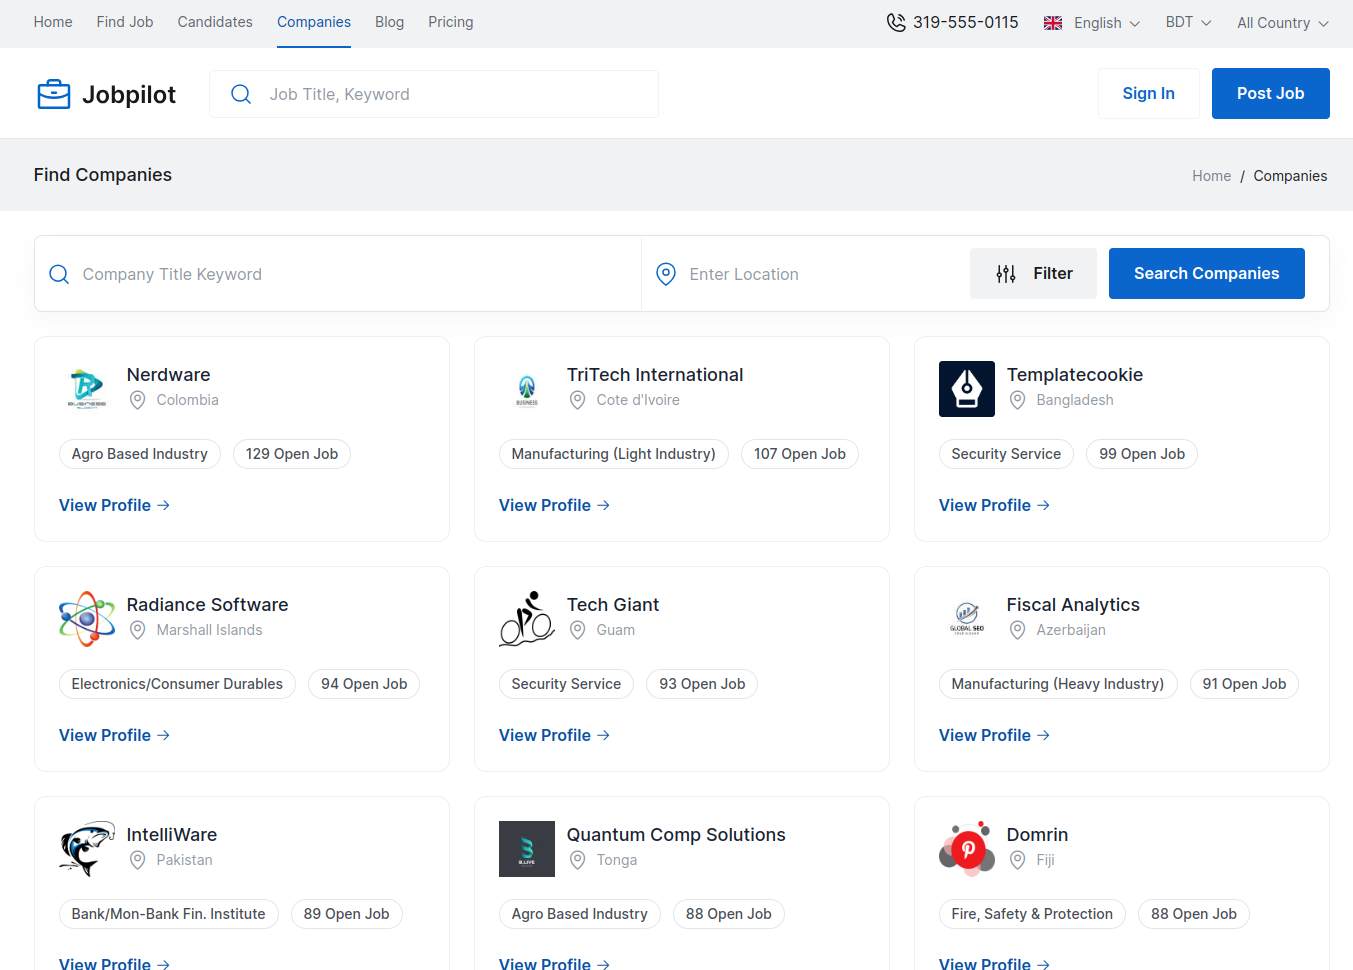 Home Find Job Candidates Companies Blog Pricing 319-555-0115 English BDT All Country
Jobpilot Job Title, Keyword Sign In Post Job
Find Companies Home / Companies
Company Title Keyword Enter Location Filter Search Companies
Nerdware
Colombia
Agro Based Industry 129 Open Job
View Profile
TriTech International
Cote d'Ivoire
Manufacturing (Light Industry) 107 Open Job
View Profile
BUSINESS
Templatecookie
Bangladesh
Security Service 99 Open Job
View Profile
Radiance Software
Marshall Islands
Electronics/Consumer Durables 94 Open Job
View Profile
Tech Giant
Guam
Security Service 93 Open Job
View Profile
GLOBAL SEO
Fiscal Analytics
Azerbaijan
Manufacturing (Heavy Industry) 91 Open Job
View Profile
IntelliWare
Pakistan
Bank/Mon-Bank Fin. Institute 89 Open Job
View Profile
B.LIVE
Quantum Comp Solutions
Tonga
Agro Based Industry 88 Open Job
View Profile
Domrin
Fiji
Fire, Safety & Protection 88 Open Job
View Profile